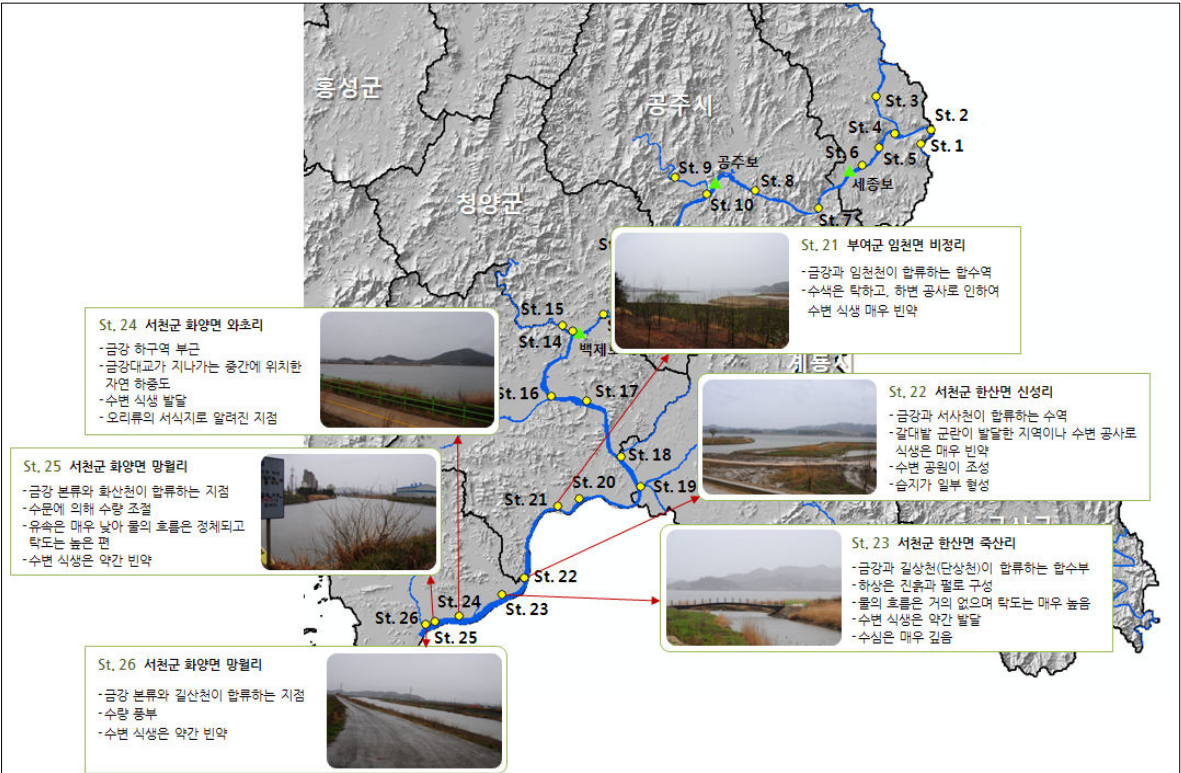 홍성군
공주시
청양군
St. 3
St. 2
St. 4
St. 1
St. 5
St. 6
세종보
St. 9
공주보
St. 8
St. 10
St. 7
St. 21 부여군 임천면 비정리
-금강과 임천천이 합류하는 합수역
-수색은 탁하고, 하변 공사로 인하여
수변 식생 매우 빈약
St. 15
St. 14
계룡시
St. 24 서천군 화양면 와초리
-금강 하구역 부근
-금강대교가 지나가는 중간에 위치한
자연 하중도
-수변 식생 발달
-오리류의 서식지로 알려진 지점
St. 16
St. 17
St. 22 서천군 한산면 신성리
-금강과 서사천이 합류하는 수역
-갈대밭 군란이 발달한 지역이나 수변 공사로
식생은 매우 빈약
-수변 공원이 조성
-습지가 일부 형성
St. 18
St. 19
St. 20
St. 21
St. 25 서천군 화양면 망월리
-금강 본류와 화산천이 합류하는 지점
-수문에 의해 수량 조절
-유속은 매우 낮아 물의 흐름은 정체되고
탁도는 높은 편
-수변 식생은 약간 빈약
St. 23 서천군 한산면 죽산리
-금강과 길상천(단상천)이 합류하는 합수부
-하상은 진흙과 펄로 구성
-물의 흐름은 거의 없으며 탁도는 매우 높음
-수변 식생은 약간 발달
-수심은 매우 깊음
St. 22
St. 23
St. 24
St. 26
St. 25
St. 26 서천군 화양면 망월리
-금강 본와와 길산천이 합류하는 지점
-수량 풍부
-수변 식생은 약간 빈약